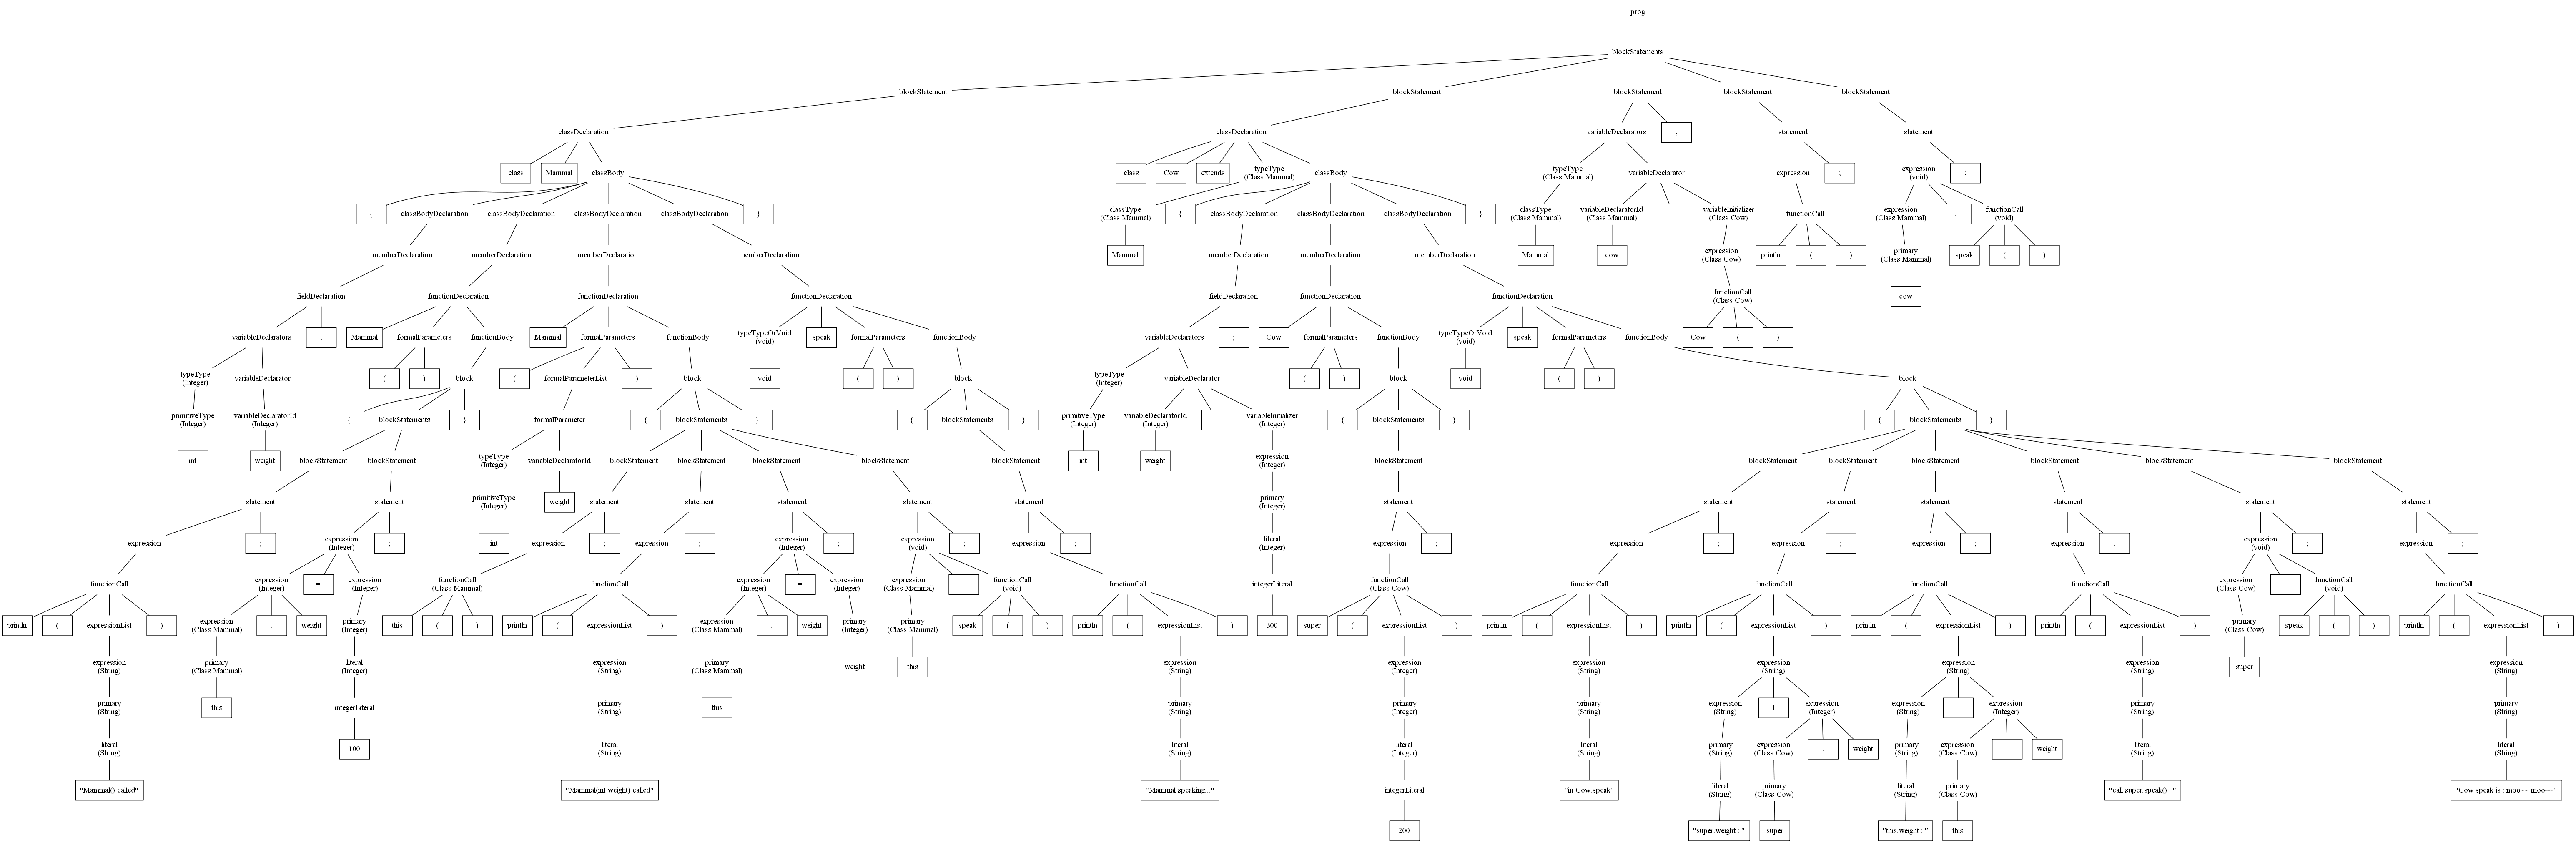 prog
blockStatements
blockStatement blockStatement blockStatement blockStatement blockStatement
classDeclaration classDeclaration variableDeclarators ; statement statement
class Mammal classBody class Cow extends typeType (Class Mammal) classBody typeType (Class Mammal) variableDeclarator expression ; expression (void) ;
{ classBodyDeclaration classBodyDeclaration classBodyDeclaration classBodyDeclaration } classType (Class Mammal) { classBodyDeclaration classBodyDeclaration classBodyDeclaration } classType (Class Mammal) variableDeclaratorId (Class Mammal) = variableInitializer (Class Cow) functionCall expression (Class Mammal) . functionCall (void)
memberDeclaration memberDeclaration memberDeclaration memberDeclaration Mammal memberDeclaration memberDeclaration memberDeclaration Mammal cow expression (Class Cow) println ( ) primary (Class Mammal) speak ( )
fieldDeclaration functionDeclaration functionDeclaration functionDeclaration fieldDeclaration functionDeclaration functionDeclaration functionCall (Class Cow) cow
variableDeclarators ; Mammal formalParameters functionBody Mammal formalParameters functionBody typeTypeOrVoid (void) speak formalParameters functionBody variableDeclarators ; Cow formalParameters functionBody typeTypeOrVoid (void) speak formalParameters functionBody Cow ( )
typeType (Integer) variableDeclarator ( ) block ( formalParameterList ) block void ( ) block typeType (Integer) variableDeclarator ( ) block void ( ) block
primitiveType (Integer) variableDeclaratorId (Integer) { blockStatements } formalParameter { blockStatements } { blockStatements } primitiveType (Integer) variableDeclaratorId (Integer) = variableInitializer (Integer) { blockStatements } { blockStatements }
int weight blockStatement blockStatement typeType (Integer) variableDeclaratorId blockStatement blockStatement blockStatement blockStatement blockStatement int weight expression (Integer) blockStatement blockStatement blockStatement blockStatement blockStatement blockStatement blockStatement
statement statement primitiveType (Integer) weight statement statement statement statement statement primary (Integer) statement statement statement statement statement statement statement
expression ; expression (Integer) ; int expression ; expression ; expression (Integer) ; expression (void) ; expression ; literal (Integer) expression ; expression ; expression ; expression ; expression ; expression (void) ; expression ;
functionCall expression (Integer) = expression (Integer) functionCall (Class Mammal) functionCall expression (Integer) = expression (Integer) expression (Class Mammal) . functionCall (void) functionCall integerLiteral functionCall (Class Cow) functionCall functionCall functionCall functionCall expression (Class Cow) . functionCall (void) functionCall
println ( expressionList ) expression (Class Mammal) . weight primary (Integer) this ( ) println ( expressionList ) expression (Class Mammal) . weight primary (Integer) primary (Class Mammal) speak ( ) println ( expressionList ) 300 super ( expressionList ) println ( expressionList ) println ( expressionList ) println ( expressionList ) println ( expressionList ) primary (Class Cow) speak ( ) println ( expressionList )
expression (String) primary (Class Mammal) literal (Integer) expression (String) primary (Class Mammal) weight this expression (String) expression (Integer) expression (String) expression (String) expression (String) expression (String) super expression (String)
primary (String) this integerLiteral primary (String) this primary (String) primary (Integer) primary (String) expression (String) + expression (Integer) expression (String) + expression (Integer) primary (String) primary (String)
literal (String) 100 literal (String) literal (String) literal (Integer) literal (String) primary (String) expression (Class Cow) . weight primary (String) expression (Class Cow) . weight literal (String) literal (String)
"Mammal() called" "Mammal(int weight) called" "Mammal speaking..." integerLiteral "in Cow.speak" literal (String) primary (Class Cow) literal (String) primary (Class Cow) "call super.speak() : " "Cow speak is : moo~~ moo~~"
200 "super.weight : " super "this.weight : " this